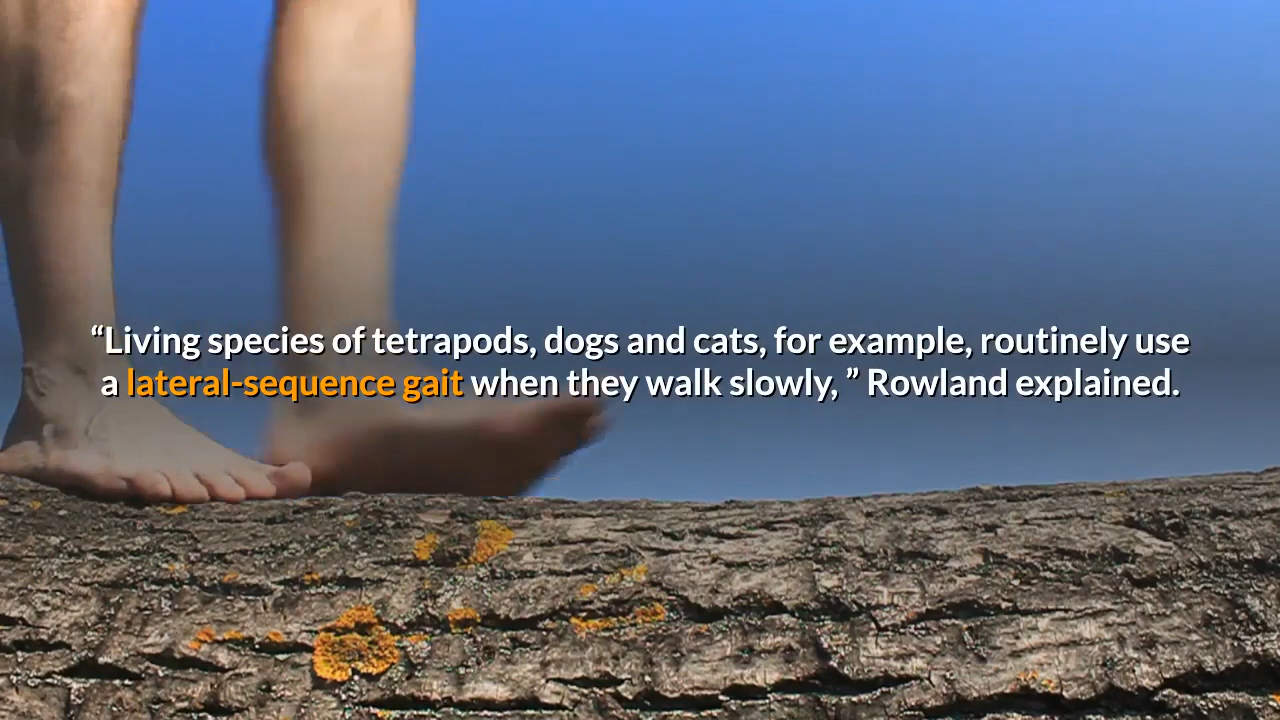 “Living species of tetrapods, dogs and cats, for example, routinely use
a lateral-sequence gait when they walk slowly, ” Rowland explained.